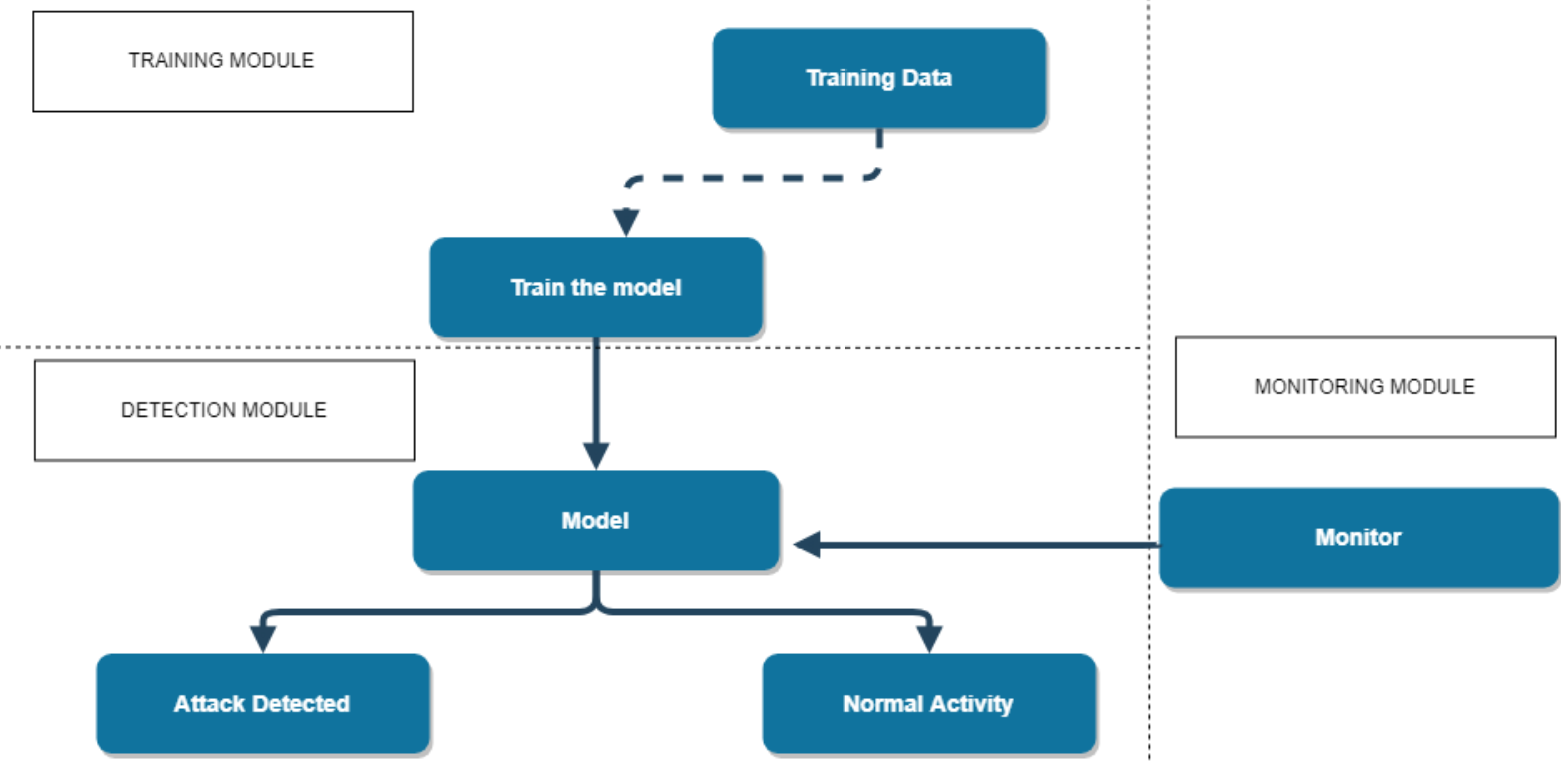 TRAINING MODULE
Training Data
Train the model
DETECTION MODULE
MONITORING MODULE
Model
Monitor
Attack Detected
Normal Activity